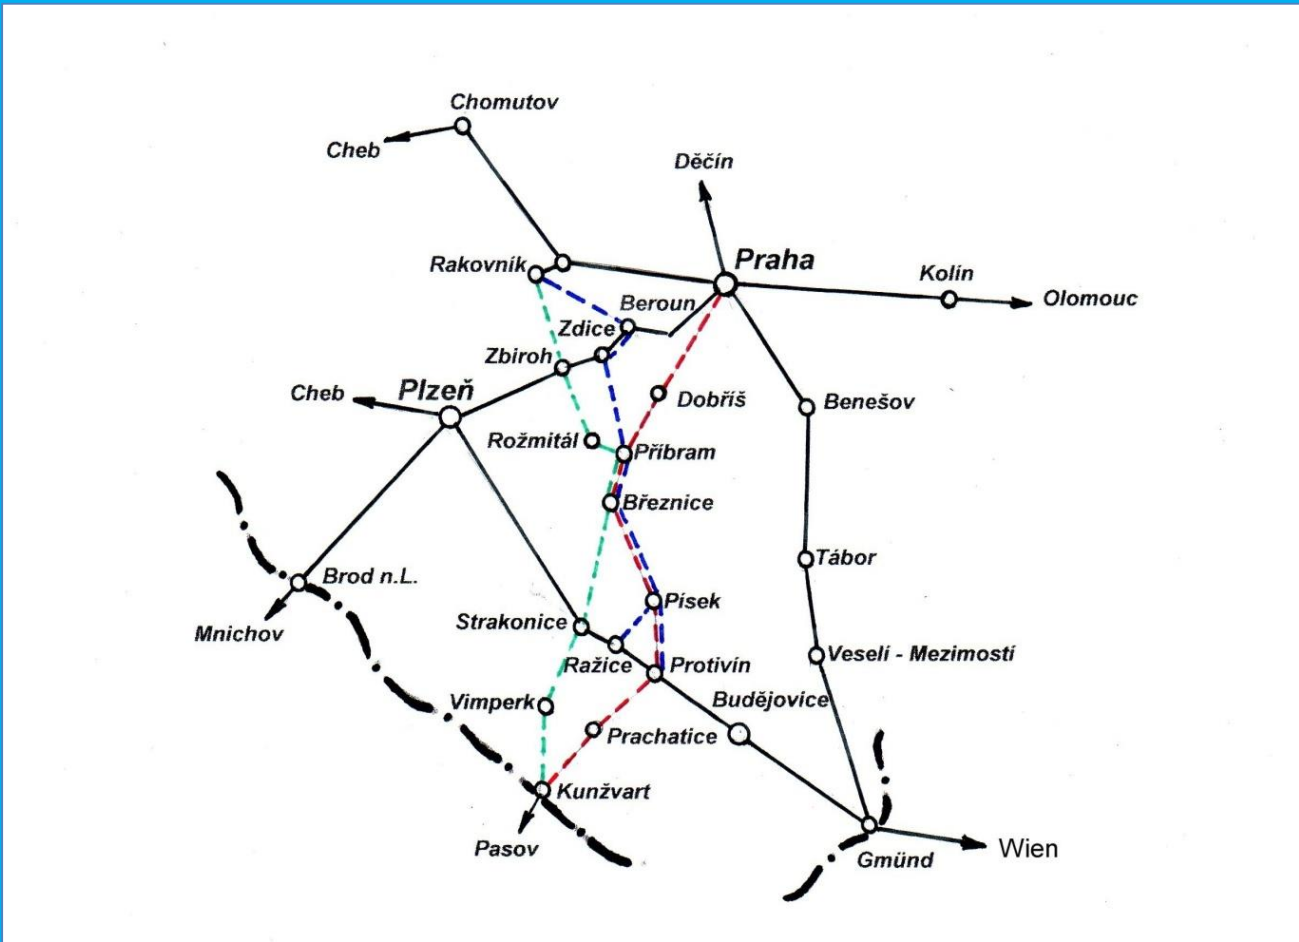 Chomutov
Cheb
Děčín
Praha
Rakovník
Kolín
Olomouc
Beroun
Zdice
Zbiroh
Cheb
Plzeň
Dobříš
Benešov
Rožmitál
Příbram
Březnice
Tábor
Brod n.L.
Písek
Strakonice
Mnichov
Veselí - Mezimostí
Ražice
Protivín
Vimperk
Budějovice
Prachatice
Kunžvart
Pasov
Wien
Gmünd